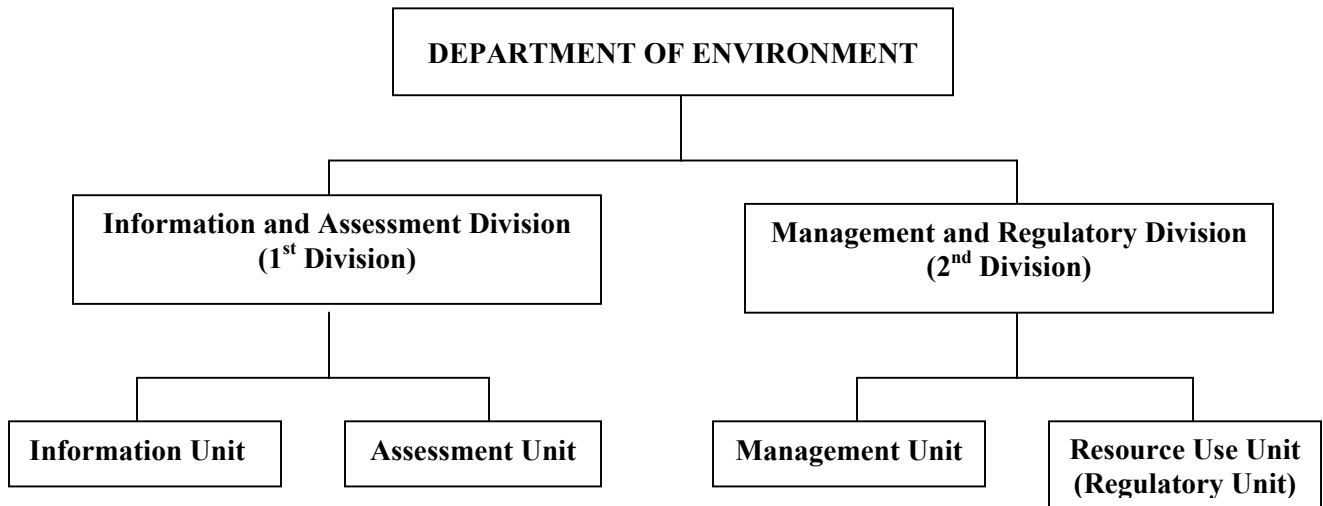 DEPARTMENT OF ENVIRONMENT
Information and Assessment Division
(1st Division)
Management and Regulatory Division
(2nd Division)
Information Unit
Assessment Unit
Management Unit
Resource Use Unit
(Regulatory Unit)